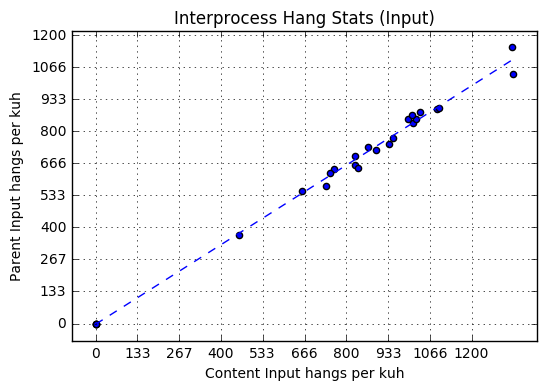 Interprocess Hang Stats (Input)
Parent Input hangs per kuh
1200
1066
933
800
666
533
400
267
133
0
0 133 267 400 533 666 800 933 1066 1200
Content Input hangs per kuh